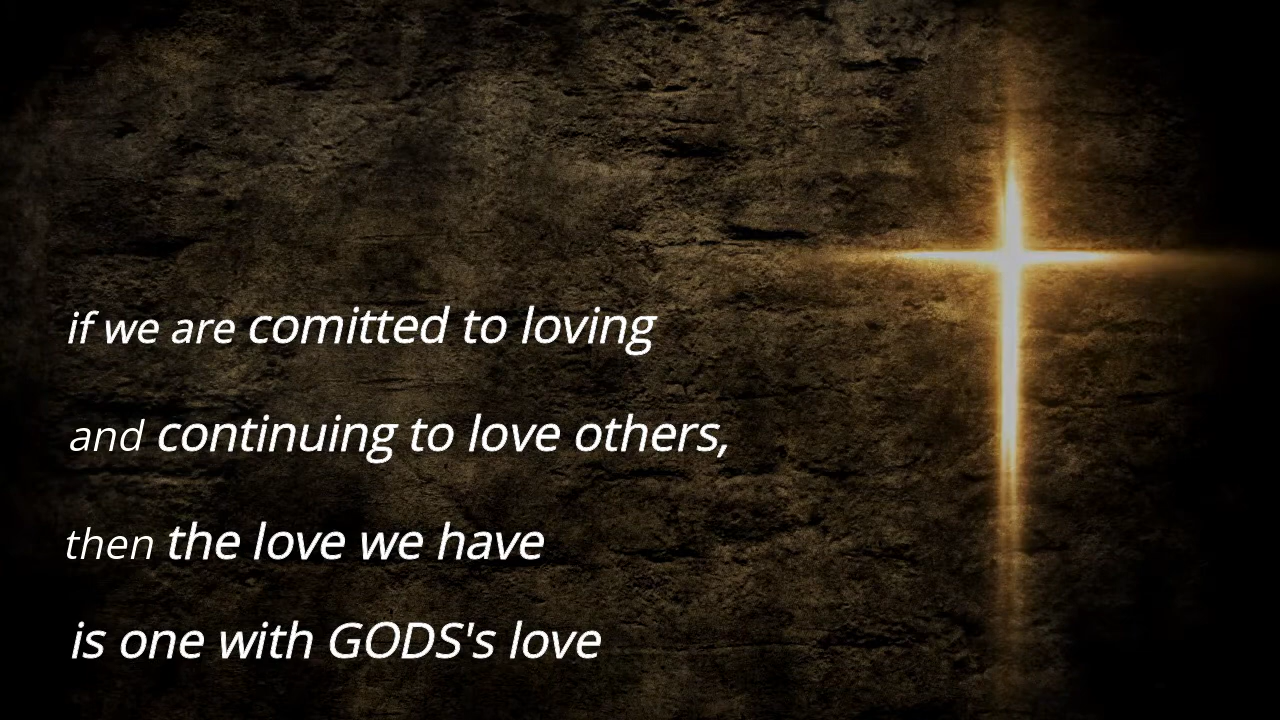 if we are comitted to loving
and continuing to love others,
then the love we have
is one with GODS's love